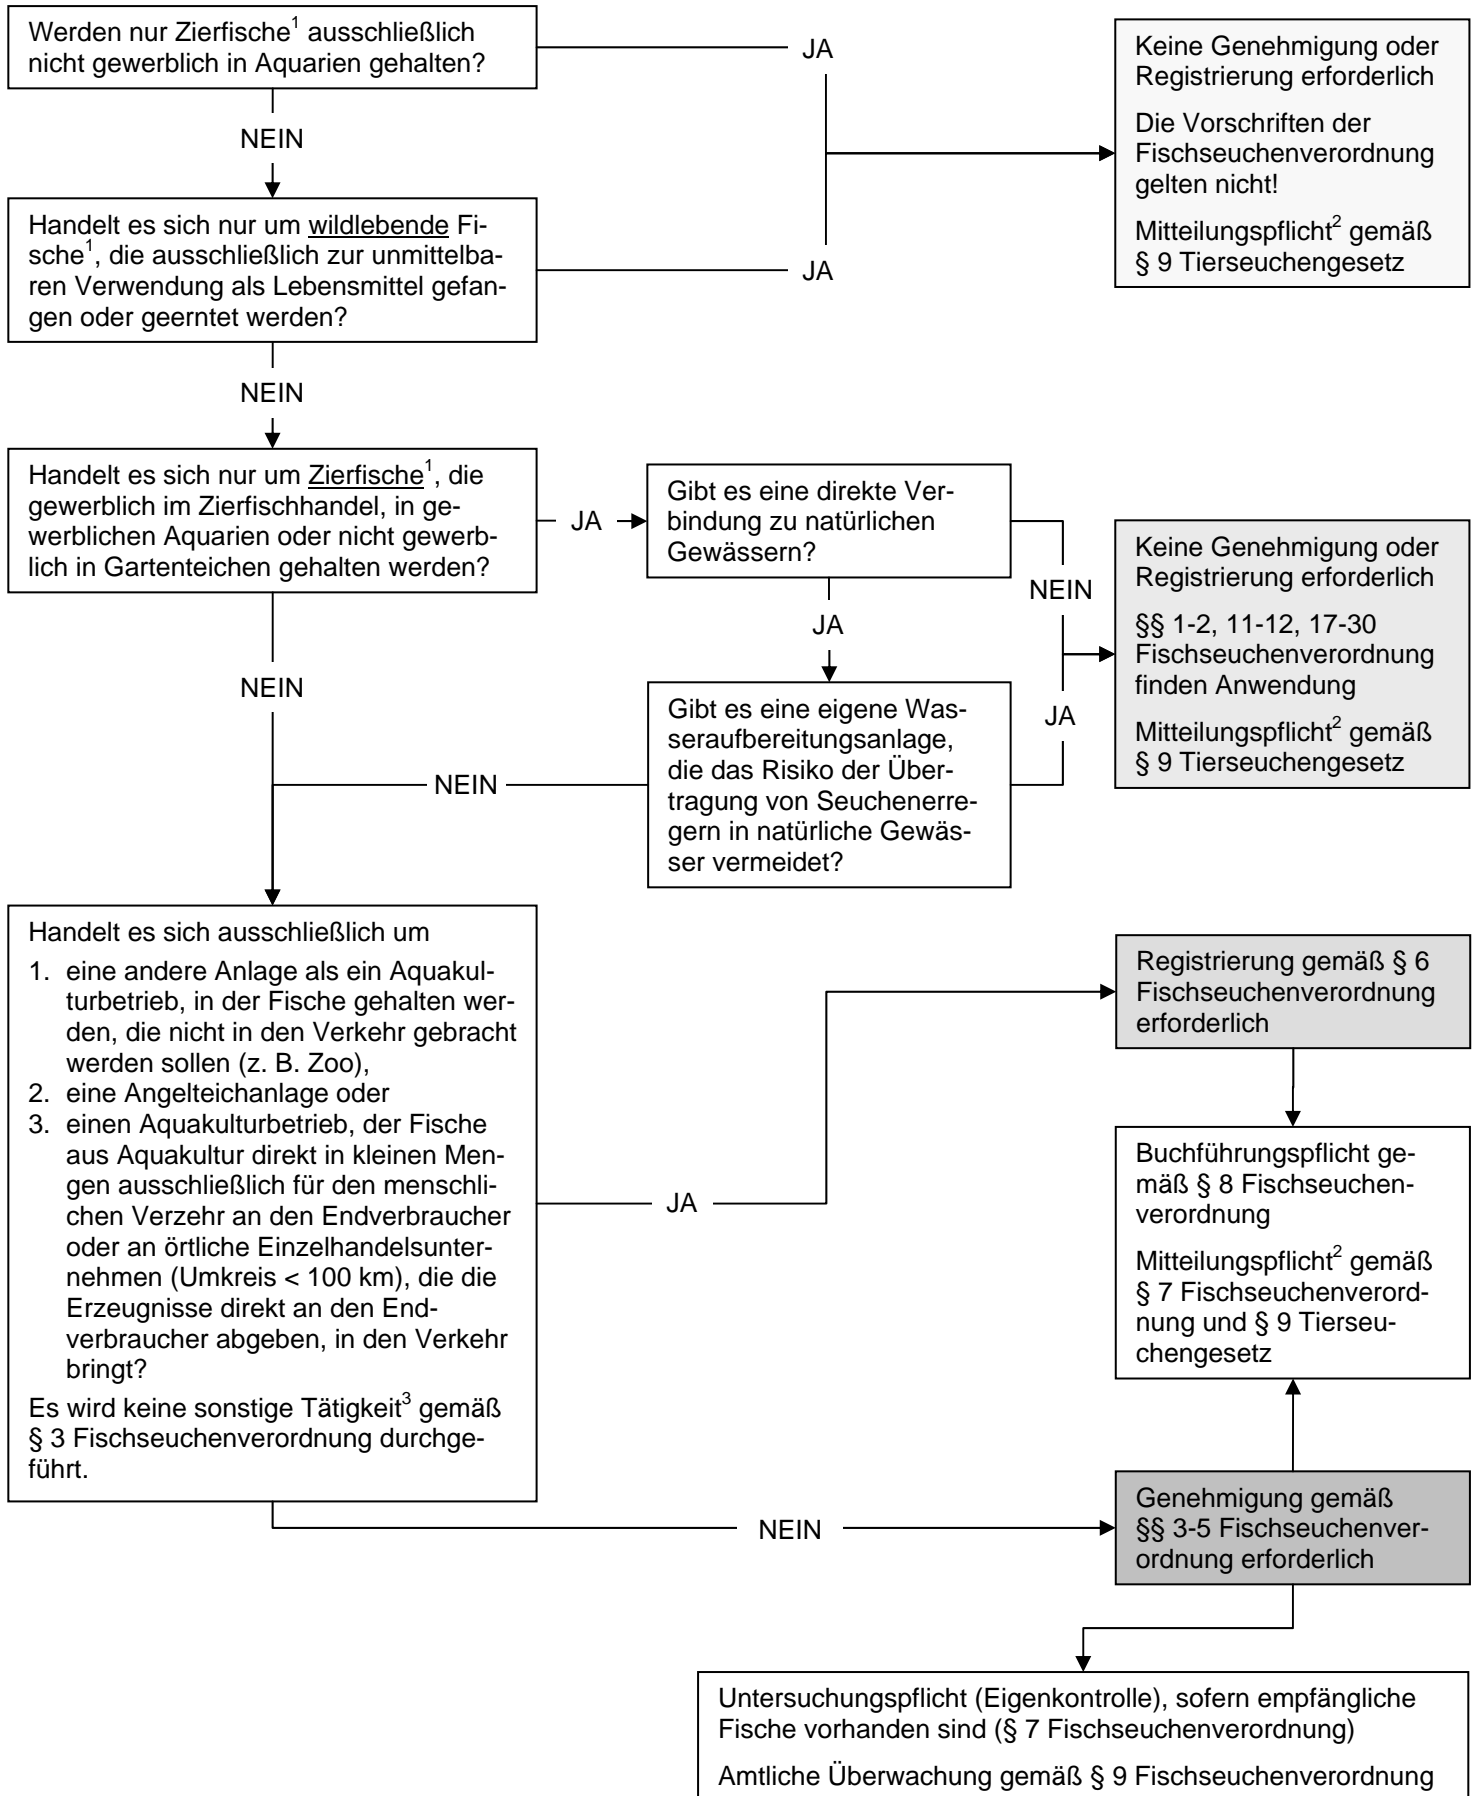 Werden nur Zierfische¹ ausschließlich
nicht gewerblich in Aquarien gehalten?
JA
Keine Genehmigung oder
Registrierung erforderlich
Die Vorschriften der
Fischseuchenverordnung
gelten nicht!
Mitteilungspflicht² gemäß
§ 9 Tierseuchengesetz
NEIN
Handelt es sich nur um wildlebende Fi-
sche¹, die ausschließlich zur unmittelba-
ren Verwendung als Lebensmittel gefan-
gen oder geerntet werden?
JA
NEIN
Handelt es sich nur um Zierfische¹, die
gewerblich im Zierfischhandel, in ge-
werblichen Aquarien oder nicht gewerb-
lich in Gartenteichen gehalten werden?
JA
Gibt es eine direkte Ver-
bindung zu natürlichen
Gewässern?
NEIN
Keine Genehmigung oder
Registrierung erforderlich
§§ 1-2, 11-12, 17-30
Fischseuchenverordnung
finden Anwendung
Mitteilungspflicht² gemäß
§ 9 Tierseuchengesetz
JA
NEIN
Gibt es eine eigene Was-
seraufbereitungsanlage,
die das Risiko der Über-
tragung von Seuchenerre-
gern in natürliche Gewäs-
ser vermeidet?
JA
NEIN
Handelt es sich ausschließlich um
1. eine andere Anlage als ein Aquakul-
turbetrieb, in der Fische gehalten wer-
den, die nicht in den Verkehr gebracht
werden sollen (z. B. Zoo),
2. eine Angelteichanlage oder
3. einen Aquakulturbetrieb, der Fische
aus Aquakultur direkt in kleinen Men-
gen ausschließlich für den menschli-
chen Verzehr an den Endverbraucher
oder an örtliche Einzelhandelsunter-
nehmen (Umkreis < 100 km), die die
Erzeugnisse direkt an den End-
verbraucher abgeben, in den Verkehr
bringt?
Es wird keine sonstige Tätigkeit³ gemäß
§ 3 Fischseuchenverordnung durchge-
führt.
JA
Registrierung gemäß § 6
Fischseuchenverordnung
erforderlich
Buchführungspflicht ge-
mäß § 8 Fischseuchen-
verordnung
Mitteilungspflicht² gemäß
§ 7 Fischseuchenverord-
nung und § 9 Tierseu-
chengesetz
NEIN
Genehmigung gemäß
§§ 3-5 Fischseuchenver-
ordnung erforderlich
Untersuchungspflicht (Eigenkontrolle), sofern empfängliche
Fische vorhanden sind (§ 7 Fischseuchenverordnung)
Amtliche Überwachung gemäß § 9 Fischseuchenverordnung